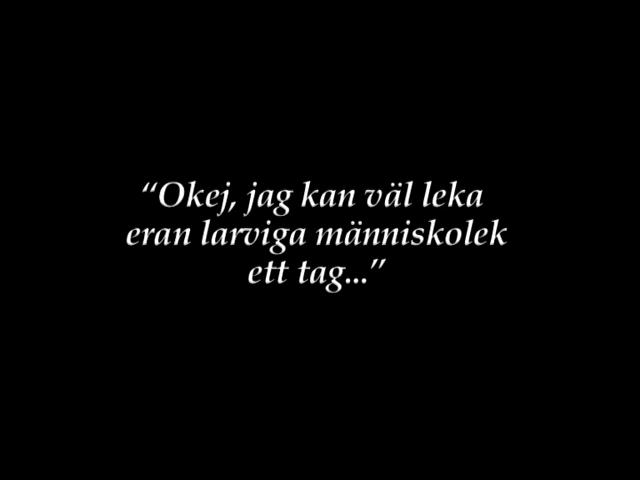 “Okej, jag kan väl leka
eran larviga människolek
ett tag...”